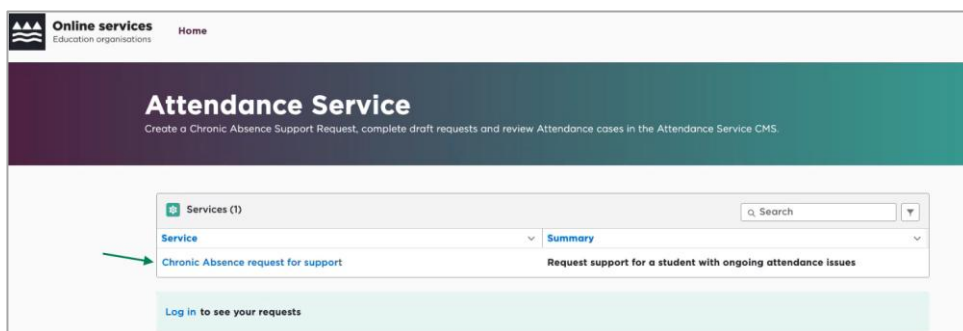 Online services
Education organisations
Home
Attendance Service
Create a Chronic Absence Support Request, complete draft requests and review Attendance cases in the Attendance Service CMS.
Services (1)
Search
Service
Summary
Chronic Absence request for support
Request support for a student with ongoing attendance issues
Log in to see your requests